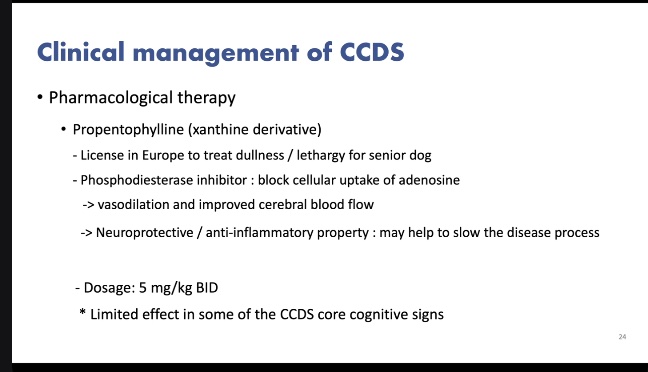 Clinical management of CCDS
• Pharmacological therapy
• Propentophylline (xanthine derivative)
- License in Europe to treat dullness / lethargy for senior dog
- Phosphodiesterase inhibitor : block cellular uptake of adenosine
-> vasodilation and improved cerebral blood flow
-> Neuroprotective / anti-inflammatory property : may help to slow the disease process
- Dosage: 5 mg/kg BID
* Limited effect in some of the CCDS core cognitive signs
24